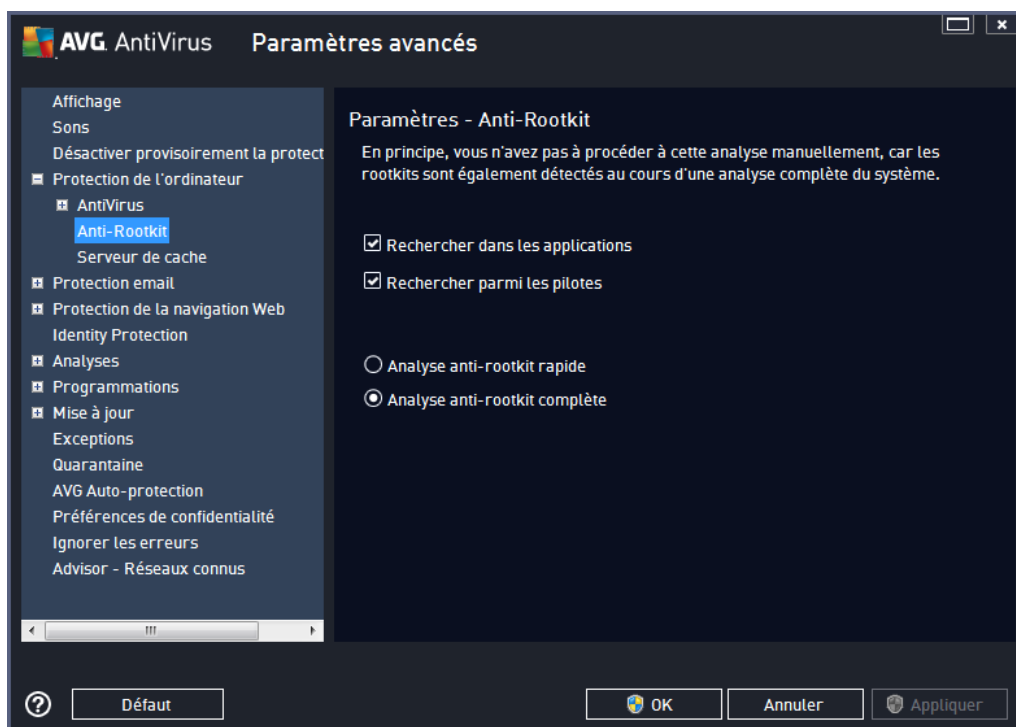 AVG. AntiVirus Paramètres avancés
Affichage
Sons
Désactiver provisoirement la protect
Protection de l'ordinateur
AntiVirus
Anti-Rootkit
Serveur de cache
Protection email
Protection de la navigation Web
Identity Protection
Analyses
Programmations
Mise à jour
Exceptions
Quarantaine
AVG Auto-protection
Préférences de confidentialité
Ignorer les erreurs
Advisor - Réseaux connus
Paramètres - Anti-Rootkit
En principe, vous n'avez pas à procéder à cette analyse manuellement, car les
rootkits sont également détectés au cours d'une analyse complète du système.
Rechercher dans les applications
Rechercher parmi les pilotes
Analyse anti-rootkit rapide
Analyse anti-rootkit complète
? Défaut OK Annuler Appliquer